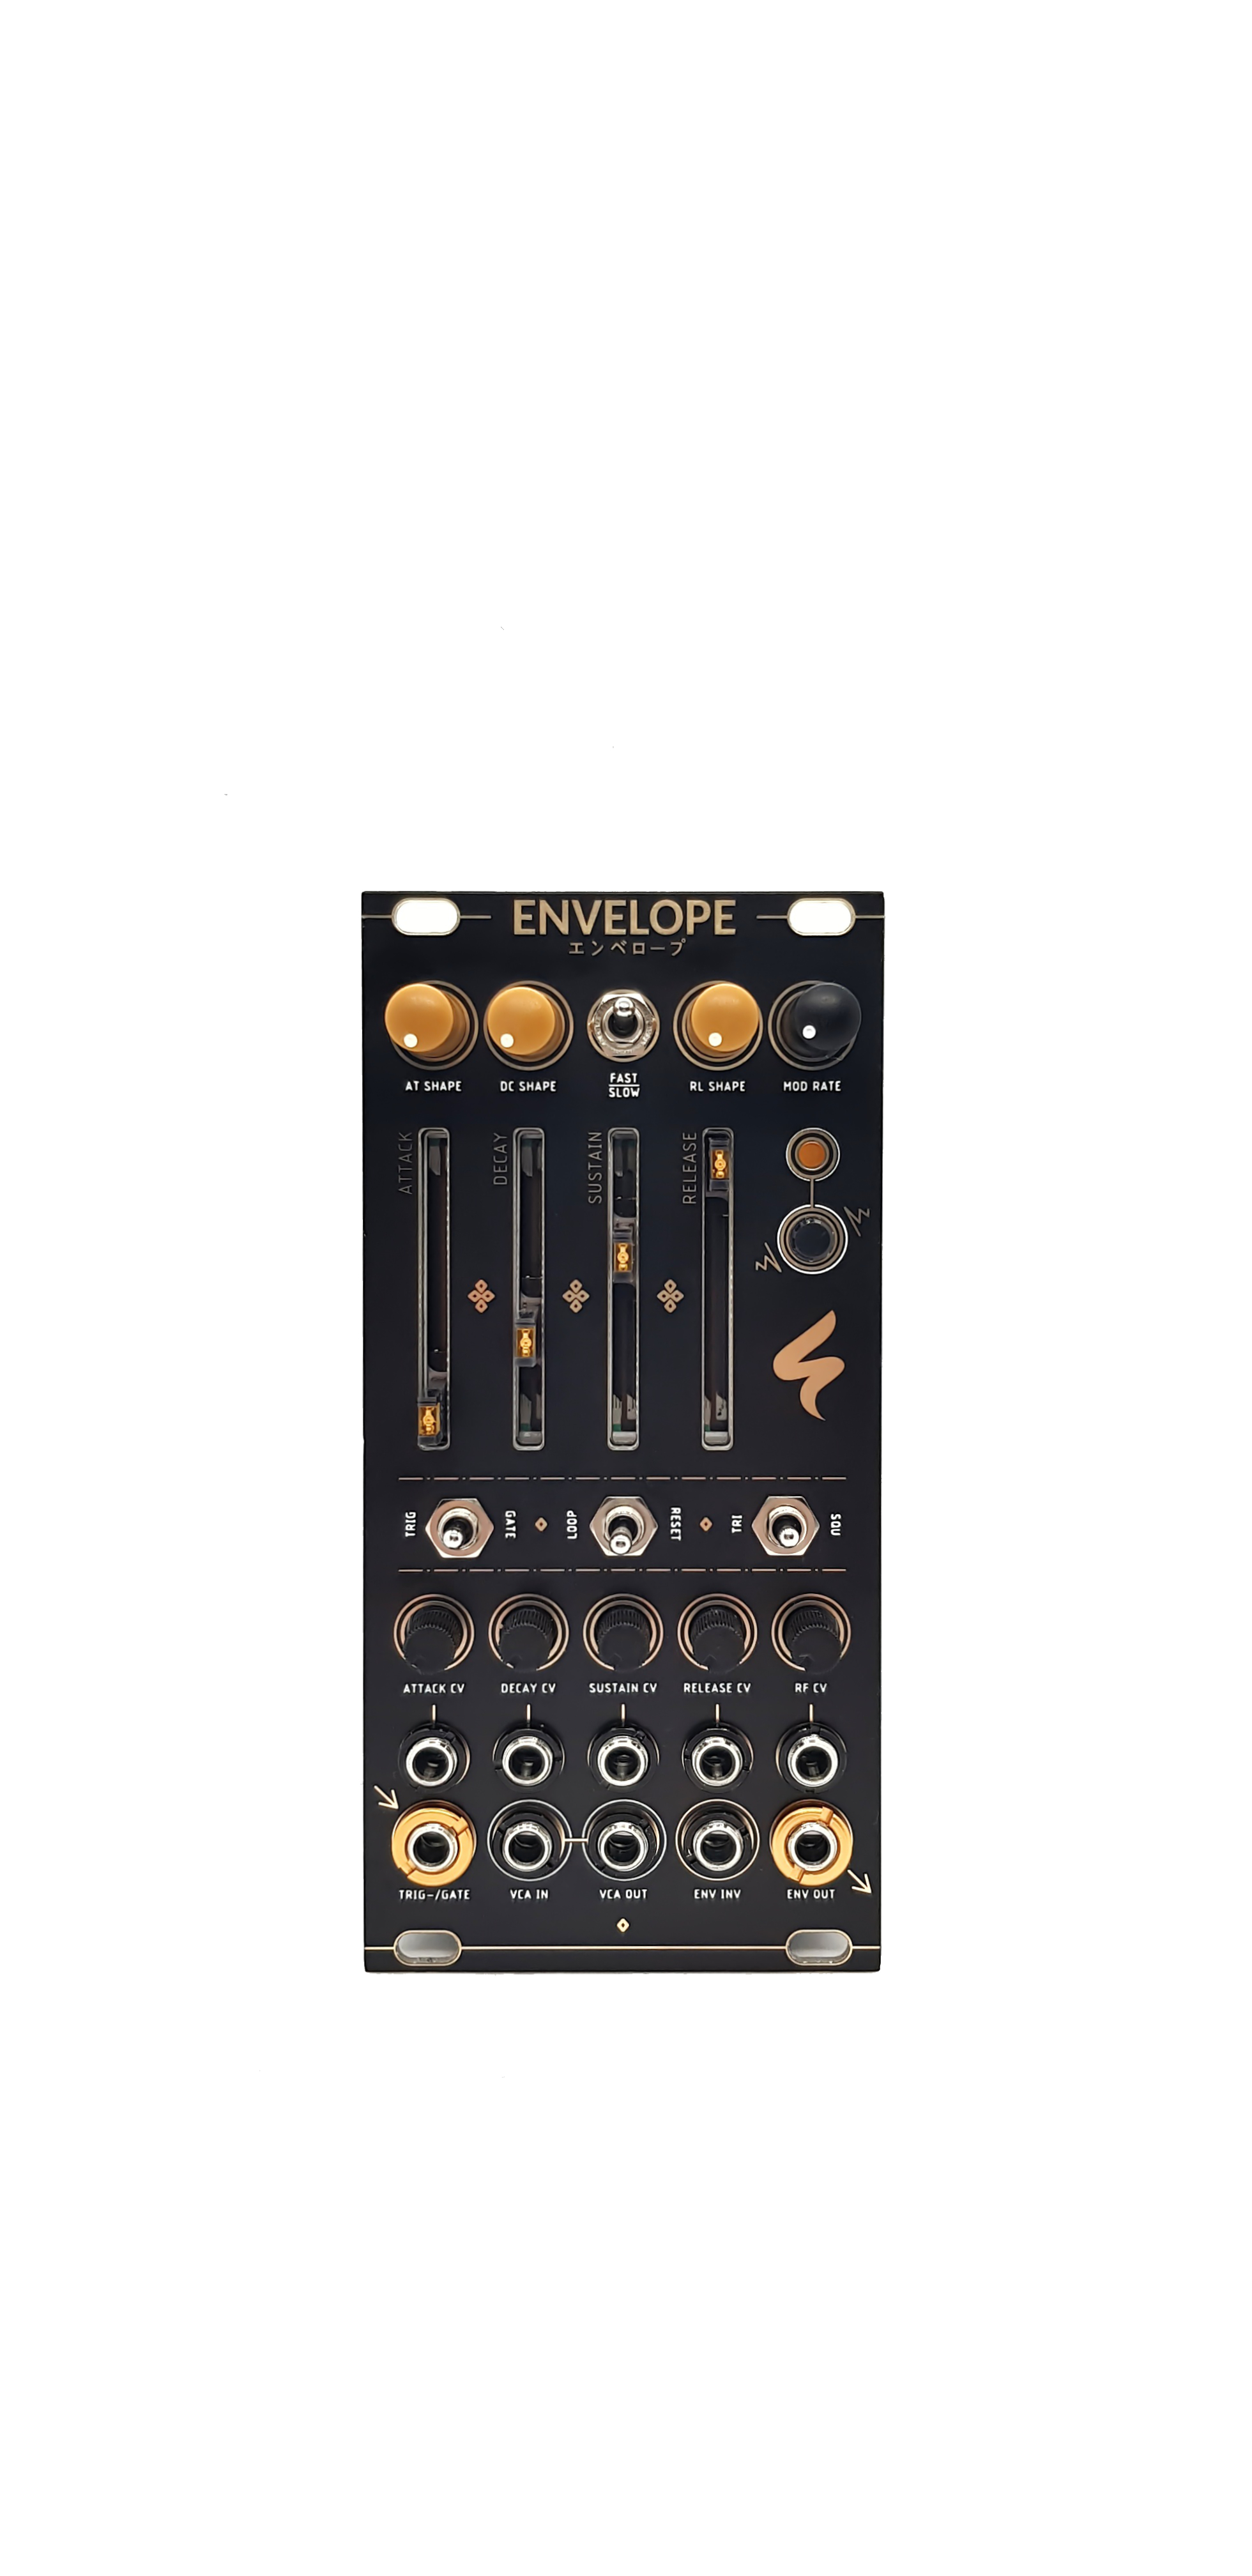 ENVELOPE
エンベロープ
AT SHAPE
DC SHAPE
FAST
SLOW
RL SHAPE
MOD RATE
ATTACK
DECAY
SUSTAIN
RELEASE
TRIG
GATE
LOOP
RESET
TRI
SQU
ATTACK CV
DECAY CV
SUSTAIN CV
RELEASE CV
RF CV
TRIG-/GATE
VCA IN
VCA OUT
ENV INV
ENV OUT